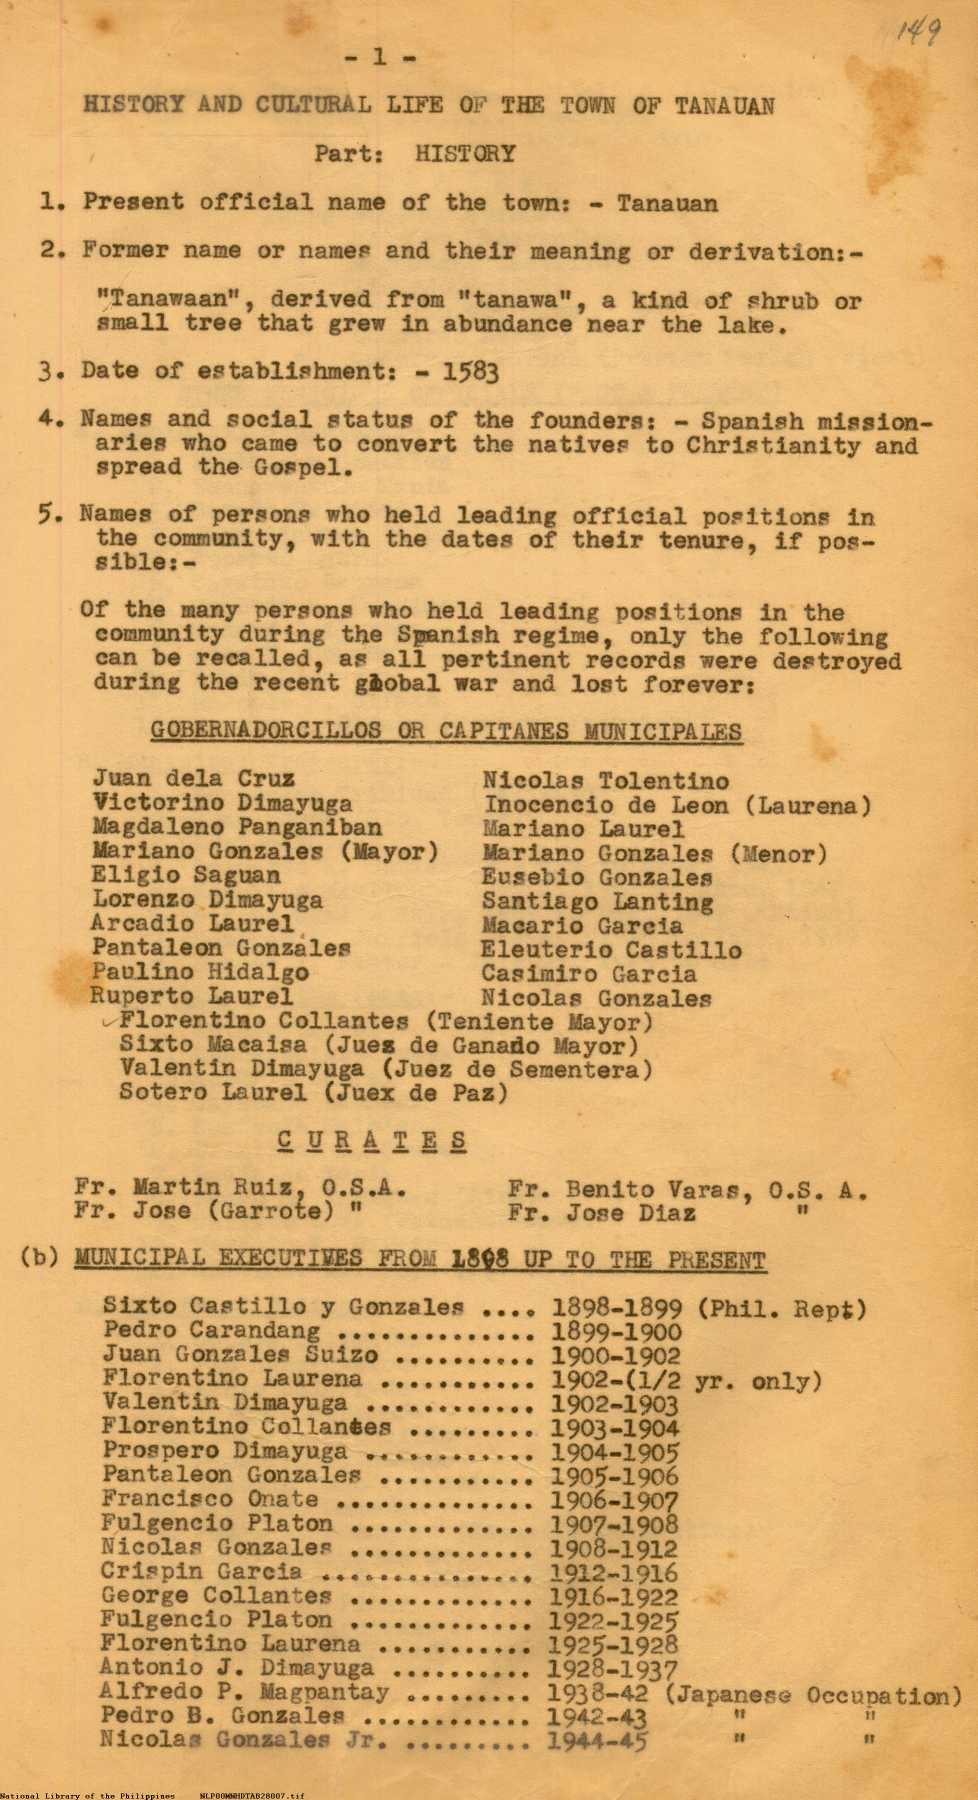 149
- 1 -
HISTORY AND CULTURAL LIFE OF THE TOWN OF TANAUAN
Part: HISTORY
1. Present official name of the town: - Tanauan
2. Former name or names and their meaning or derivation:-
"Tanawaan", derived from "tanawa", a kind of shrub or
small tree that grew in abundance near the lake.
3. Date of establishment: - 1583
4. Names and social status of the founders: - Spanish mission-
aries who came to convert the natives to Christianity and
spread the Gospel.
5. Names of persons who held leading official positions in
the community, with the dates of their tenure, if pos-
sible:-
Of the many persons who held leading positions in the
community during the Spanish regime, only the following
can be recalled, as all pertinent records were destroyed
during the recent global war and lost forever:
GOBERNADORCILLOS OR CAPITANES MUNICIPALES
Juan dela Cruz Nicolas Tolentino
Victorino Dimayuga Inocencio de Leon (Laurena)
Magdaleno Panganiban Mariano Laurel
Mariano Gonzales (Mayor) Mariano Gonzales (Menor)
Eligio Saguan Eusebio Gonzales
Lorenzo Dimayuga Santiago Lanting
Arcadio Laurel Macario Garcia
Pantaleon Gonzales Eleuterio Castillo
Paulino Hidalgo Casimiro Garcia
Ruperto Laurel Nicolas Gonzales
Florentino Collantes (Teniente Mayor)
Sixto Macaisa (Juez de Ganado Mayor)
Valentin Dimayuga (Juez de Sementera)
Sotero Laurel (Juex de Paz)
C U R A T E S
Fr. Martin Ruiz, O.S.A. Fr. Benito Varas, O.S. A.
Fr. Jose (Garrote) " Fr. Jose Diaz "
(b) MUNICIPAL EXECUTIVES FROM 1898 UP TO THE PRESENT
Sixto Castillo y Gonzales .... 1898-1899 (Phil. Rept)
Pedro Carandang .............. 1899-1900
Juan Gonzales Suizo .......... 1900-1902
Florentino Laurena ........... 1902-(1/2 yr. only)
Valentin Dimayuga ............ 1902-1903
Florentino Collantes ......... 1903-1904
Prospero Dimayuga ............ 1904-1905
Pantaleon Gonzales ........... 1905-1906
Francisco Onate .............. 1906-1907
Fulgencio Platon ............. 1907-1908
Nicolas Gonzales ............. 1908-1912
Crispin Garcia ............... 1912-1916
George Collantes ............. 1916-1922
Fulgencio Platon ............. 1922-1925
Florentino Laurena ........... 1925-1928
Antonio J. Dimayuga .......... 1928-1937
Alfredo P. Magpantay ......... 1938-42 (Japanese Occupation)
Pedro B. Gonzales ............ 1942-43 " "
Nicolas Gonzales Jr. ......... 1944-45 " "
National Library of the Philippines NLP00WNHDTAB28007.tif